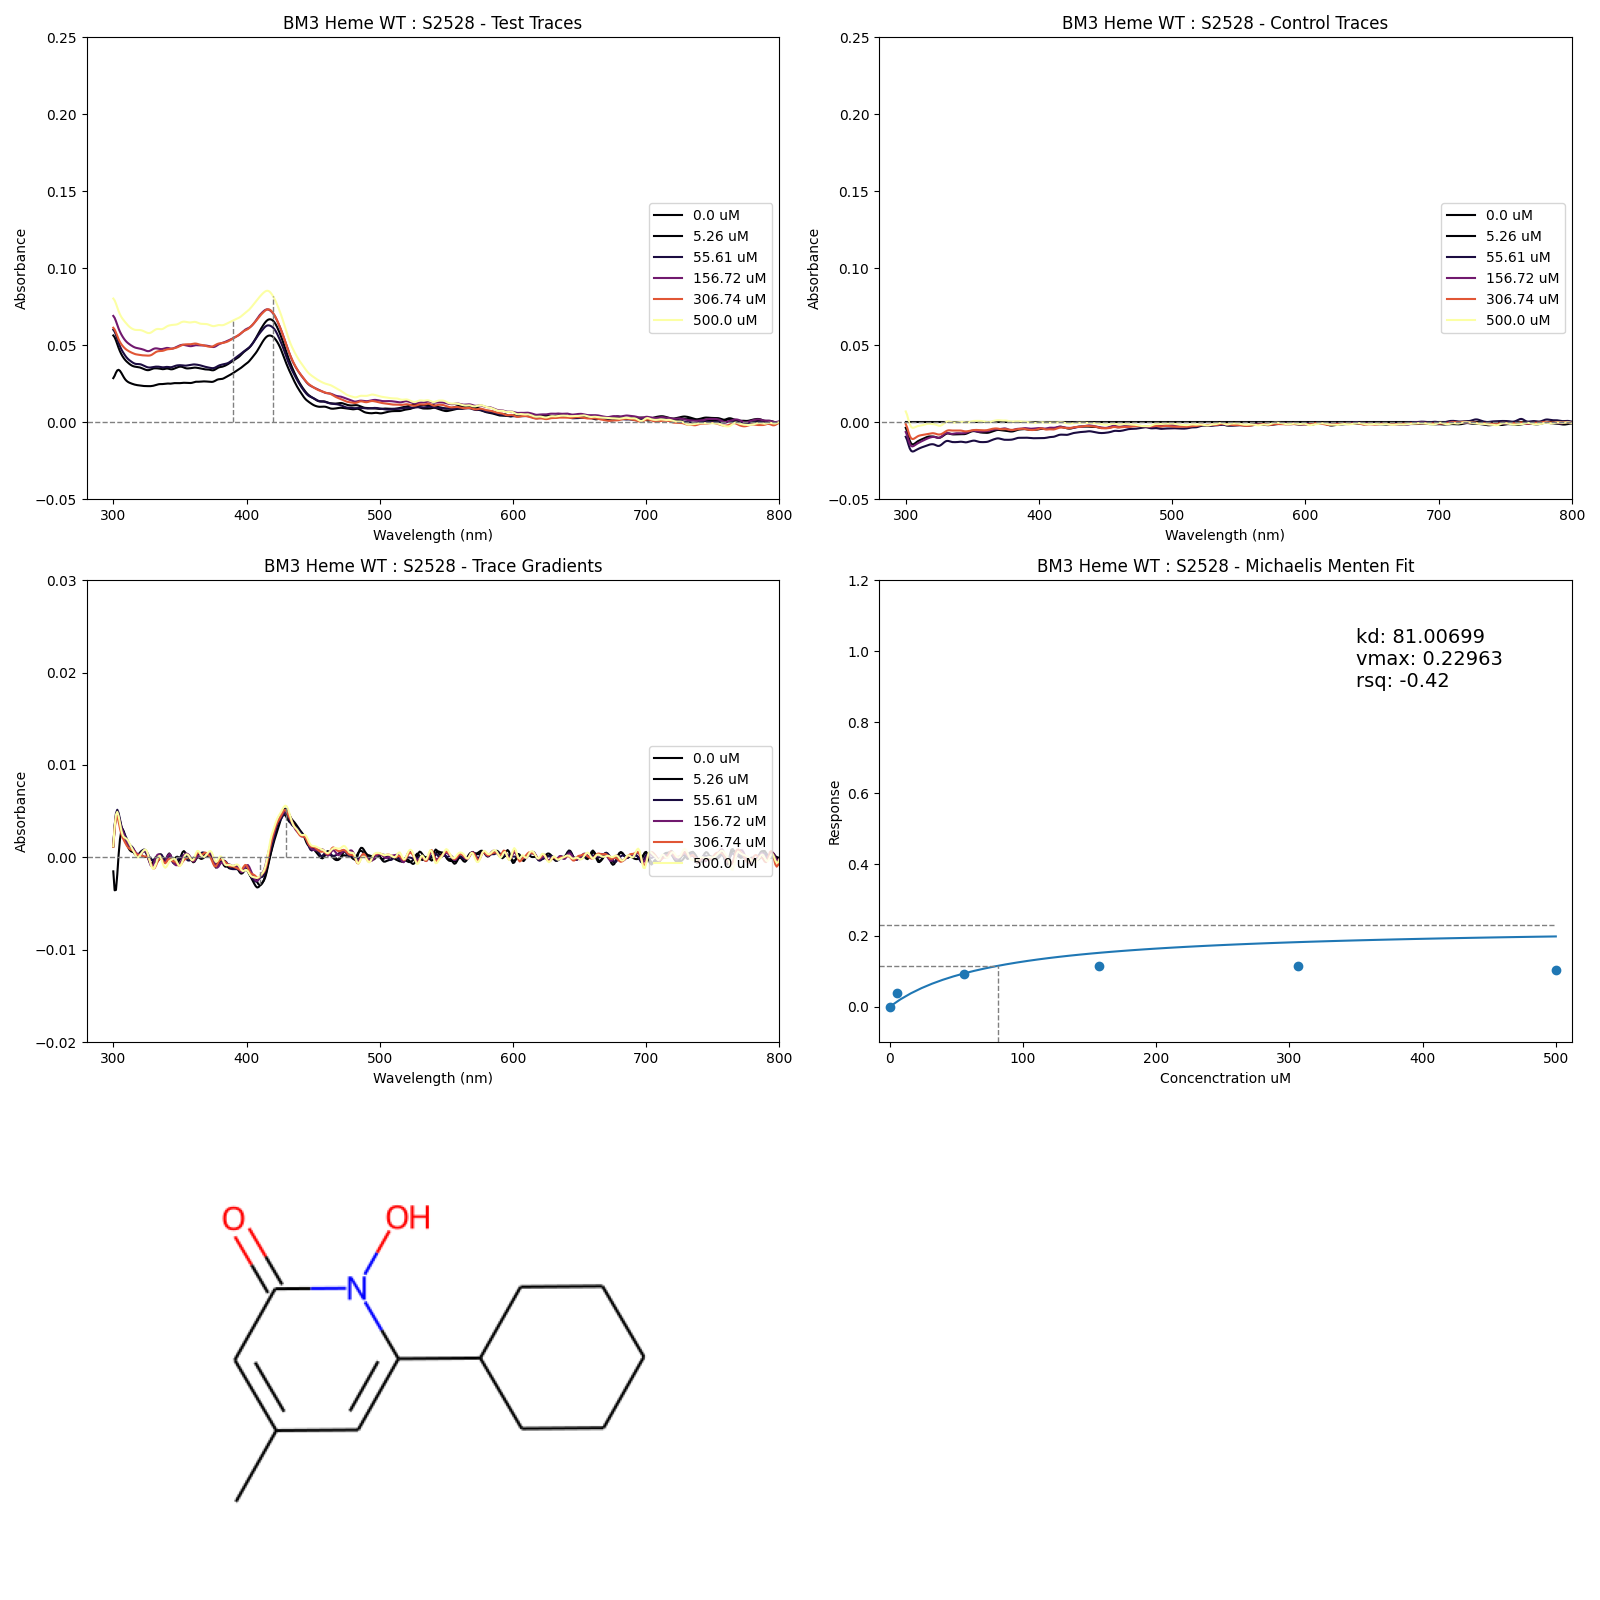 BM3 Heme WT : S2528 - Test Traces
0.25
0.20
0.15
0.10
0.05
0.00
−0.05
Absorbance
300 400 500 600 700 800
Wavelength (nm)
0.0 uM
5.26 uM
55.61 uM
156.72 uM
306.74 uM
500.0 uM
BM3 Heme WT : S2528 - Control Traces
0.25
0.20
0.15
0.10
0.05
0.00
−0.05
Absorbance
300 400 500 600 700 800
Wavelength (nm)
0.0 uM
5.26 uM
55.61 uM
156.72 uM
306.74 uM
500.0 uM
BM3 Heme WT : S2528 - Trace Gradients
0.03
0.02
0.01
0.00
−0.01
−0.02
Absorbance
300 400 500 600 700 800
Wavelength (nm)
0.0 uM
5.26 uM
55.61 uM
156.72 uM
306.74 uM
500.0 uM
BM3 Heme WT : S2528 - Michaelis Menten Fit
1.2
1.0
0.8
0.6
0.4
0.2
0.0
Response
0 100 200 300 400 500
Concenctration uM
kd: 81.00699
vmax: 0.22963
rsq: -0.42
O OH
N